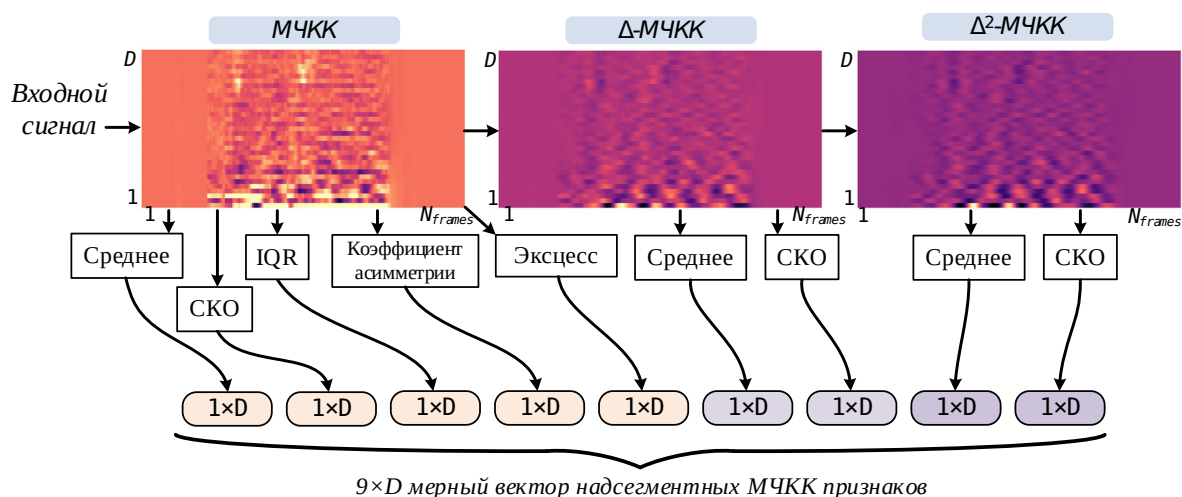 МЧКК
Δ-МЧКК
Δ²-МЧКК
D
D
D
Входной
сигнал
1
1
1
1
1
1
N_frames
N_frames
N_frames
Среднее
IQR
Коэффициент
асимметрии
Эксцесс
Среднее
СКО
Среднее
СКО
СКО
1×D
1×D
1×D
1×D
1×D
1×D
1×D
1×D
1×D
9×D мерный вектор надсегментных МЧКК признаков